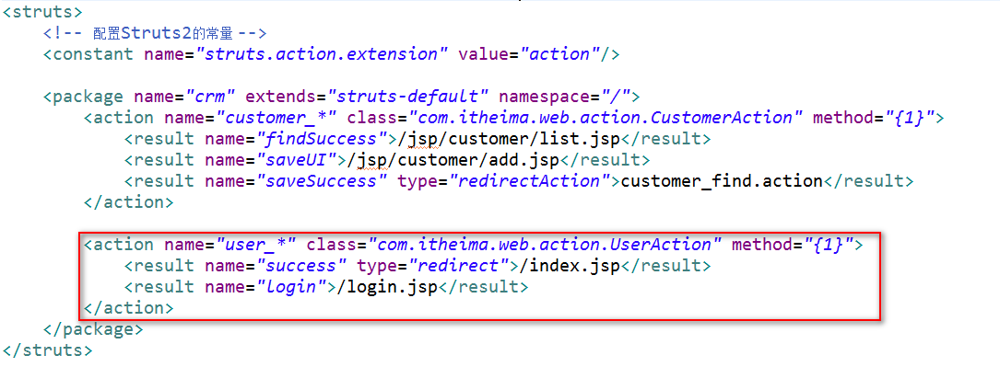 <struts>
<!-- 配置Struts2的常量 -->
<constant name="struts.action.extension" value="action"/>
<package name="crm" extends="struts-default" namespace="/">
<action name="customer_*" class="com.itheima.web.action.CustomerAction" method="{1}">
<result name="findSuccess">/jsp/customer/list.jsp</result>
<result name="saveUI">/jsp/customer/add.jsp</result>
<result name="saveSuccess" type="redirectAction">customer_find.action</result>
</action>
<action name="user_*" class="com.itheima.web.action.UserAction" method="{1}">
<result name="success" type="redirect">/index.jsp</result>
<result name="login">/login.jsp</result>
</action>
</package>
</struts>